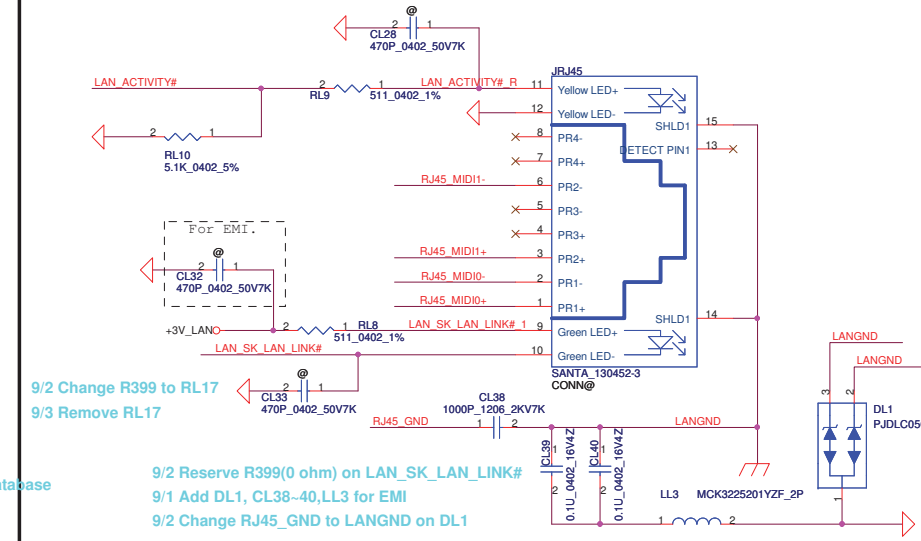 @
2 1
CL28
470P_0402_50V7K
JRJ45
LAN_ACTIVITY#
2 1
RL9 511_0402_1%
LAN_ACTIVITY#_R
11 Yellow LED+
12 Yellow LED-
SHLD1 15
2 1
RL10
5.1K_0402_5%
8 PR4-
DETECT PIN1 13
7 PR4+
RJ45_MIDI1- 6 PR2-
5 PR3-
For EMI.
4 PR3+
@
2 1
CL32
470P_0402_50V7K
RJ45_MIDI1+ 3 PR2+
RJ45_MIDI0- 2 PR1-
RJ45_MIDI0+ 1 PR1+
SHLD1 14
+3V_LAN
2 1 RL8
511_0402_1%
LAN_SK_LAN_LINK#_1 9 Green LED+
LAN_SK_LAN_LINK# 10 Green LED-
SANTA_130452-3
CONN@
LANGND
LANGND
9/2 Change R399 to RL17
9/3 Remove RL17
@
2 1
CL33
470P_0402_50V7K
3 2
DL1
CL38
1000P_1206_2KV7K
RJ45_GND 1 2 LANGND
CL39 1 2 0.1U_0402_16V4Z
CL40 1 2 0.1U_0402_16V4Z
1
9/2 Reserve R399(0 ohm) on LAN_SK_LAN_LINK#
9/1 Add DL1, CL38~40,LL3 for EMI
9/2 Change RJ45_GND to LANGND on DL1
LL3 MCK3225201YZF_2P
1 2